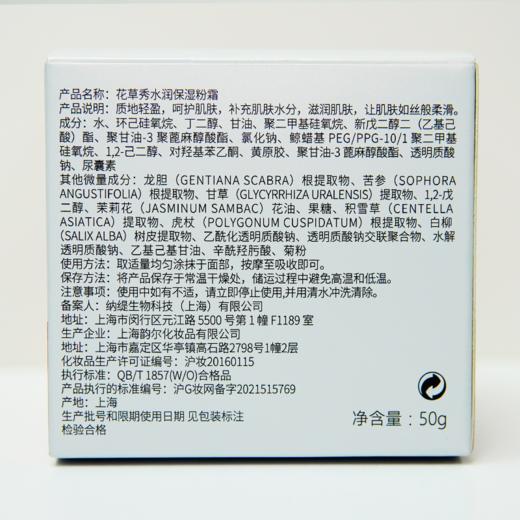 产品名称：花草秀水润保湿粉霜
产品说明：质地轻盈，呵护肌肤，补充肌肤水分，滋润肌肤，让肌肤如丝般柔滑。
成分：水、环己硅氧烷、丁二醇、甘油、聚二甲基硅氧烷、新戊二醇二（乙基己
酸）酯、聚甘油-3 聚蓖麻醇酸酯、氯化钠、鲸蜡基 PEG/PPG-10/1 聚二甲基
硅氧烷、1,2-己二醇、对羟基苯乙酮、黄原胶、聚甘油-3 蓖麻醇酸酯、透明质酸
钠、尿囊素
其他微量成分：龙胆（GENTIANA SCABRA）根提取物、苦参（SOPHORA
ANGUSTIFOLIA）根提取物、甘草（GLYCYRRHIZA URALENSIS）提取物、1,2-戊
二醇、茉莉花（JASMINUM SAMBAC）花油、果糖、积雪草（CENTELLA
ASIATICA）提取物、虎杖（POLYGONUM CUSPIDATUM）根提取物、白柳
（SALIX ALBA）树皮提取物、乙酰化透明质酸钠、透明质酸钠交联聚合物、水解
透明质酸钠、乙基己基甘油、辛酰羟肟酸、菊粉
使用方法：取适量均匀涂抹于面部，按摩至吸收即可。
保存方法：将产品保存于常温干燥处，储运过程中避免高温和低温。
注意事项：使用中如有不适，请立即停止使用，并用清水冲洗清除。
经销商：纳缇生物科技（上海）有限公司
地址：上海市闵行区元江路 5500 号第 1 幢 F1189 室
生产企业：上海韵尔化妆品有限公司
地址：上海市嘉定区华亭镇高石路2798号1幢2层
化妆品生产许可证编号：沪妆20160115
执行标准：QB/T 1857(W/O)合格品
产品执行的标准编号：沪G妆网备字2021515769
产地：上海
生产批号和限期使用日期 见包装标注
检验合格
净含量：50g